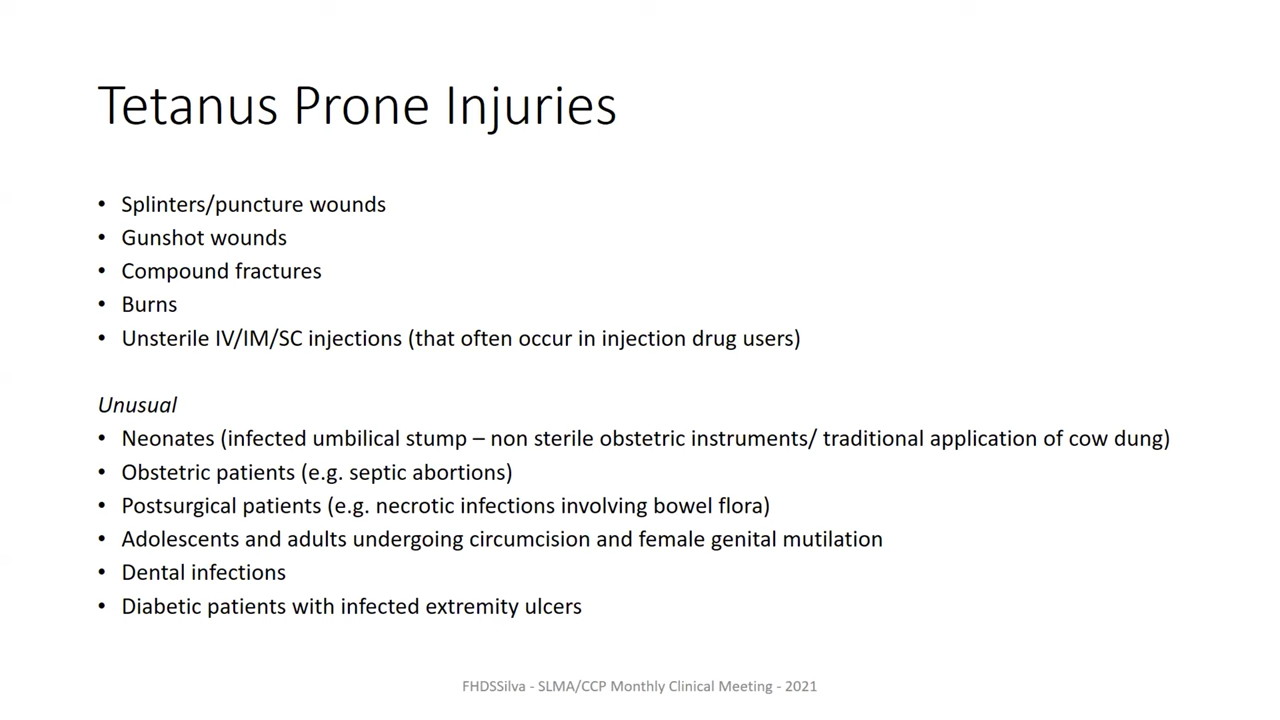 Tetanus Prone Injuries
• Splinters/puncture wounds
• Gunshot wounds
• Compound fractures
• Burns
• Unsterile IV/IM/SC injections (that often occur in injection drug users)
Unusual
• Neonates (infected umbilical stump – non sterile obstetric instruments/ traditional application of cow dung)
• Obstetric patients (e.g. septic abortions)
• Postsurgical patients (e.g. necrotic infections involving bowel flora)
• Adolescents and adults undergoing circumcision and female genital mutilation
• Dental infections
• Diabetic patients with infected extremity ulcers
FHDSSilva - SLMA/CCP Monthly Clinical Meeting - 2021